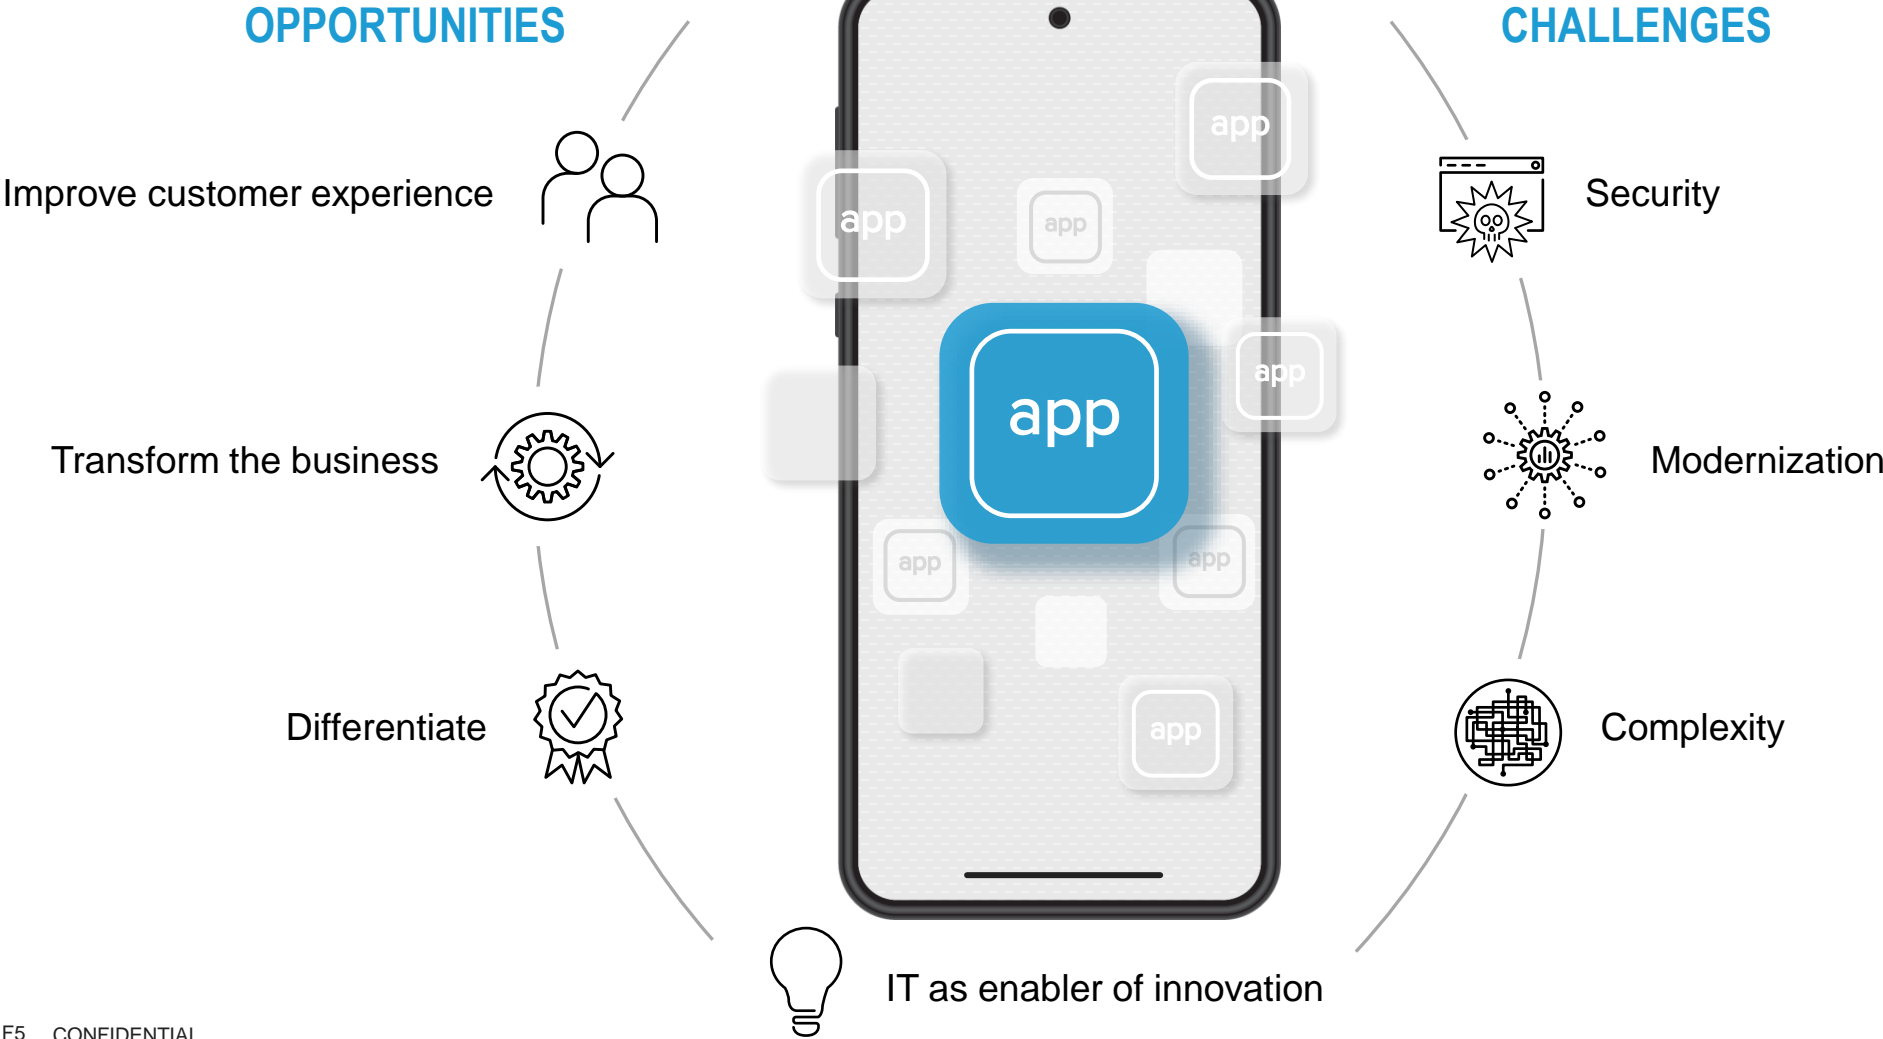 OPPORTUNITIES
CHALLENGES
Improve customer experience
Transform the business
Differentiate
app
app
app
app
app
app
app
app
Security
Modernization
Complexity
IT as enabler of innovation
F5 CONFIDENTIAL